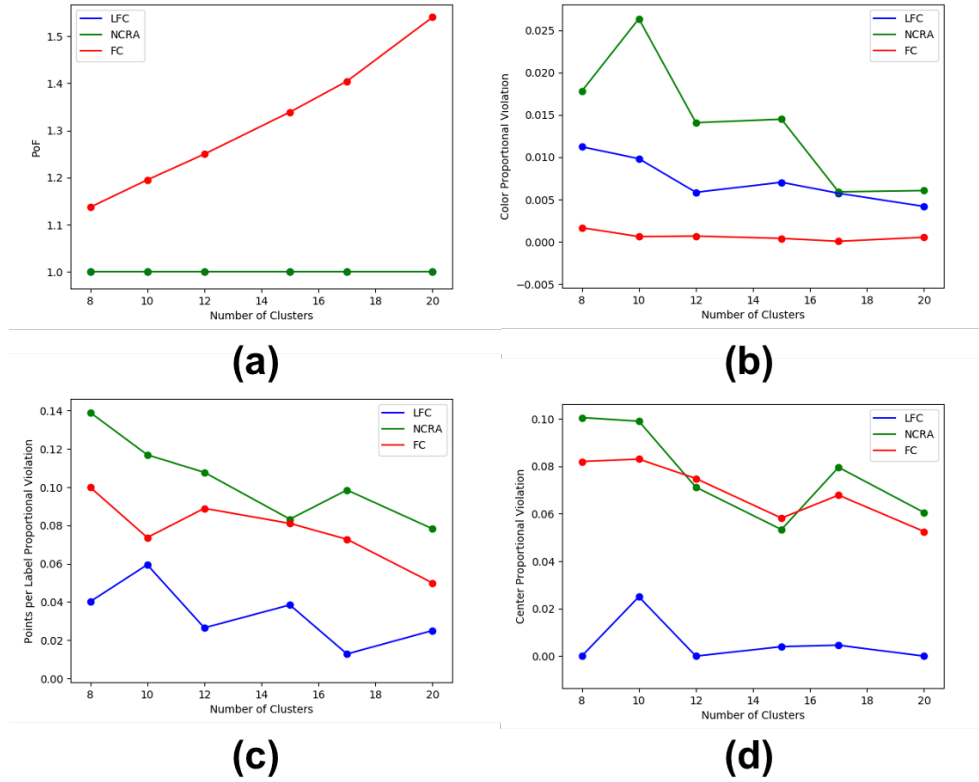 LFC
NCRA
FC
1.5
1.4
1.3
1.2
1.1
1.0
PoF
8 10 12 14 16 18 20
Number of Clusters
(a)
LFC
NCRA
FC
0.025
0.020
0.015
0.010
0.005
0.000
−0.005
Color Proportional Violation
8 10 12 14 16 18 20
Number of Clusters
(b)
LFC
NCRA
FC
0.14
0.12
0.10
0.08
0.06
0.04
0.02
0.00
Points per Label Proportional Violation
8 10 12 14 16 18 20
Number of Clusters
(c)
LFC
NCRA
FC
0.10
0.08
0.06
0.04
0.02
0.00
Center Proportional Violation
8 10 12 14 16 18 20
Number of Clusters
(d)